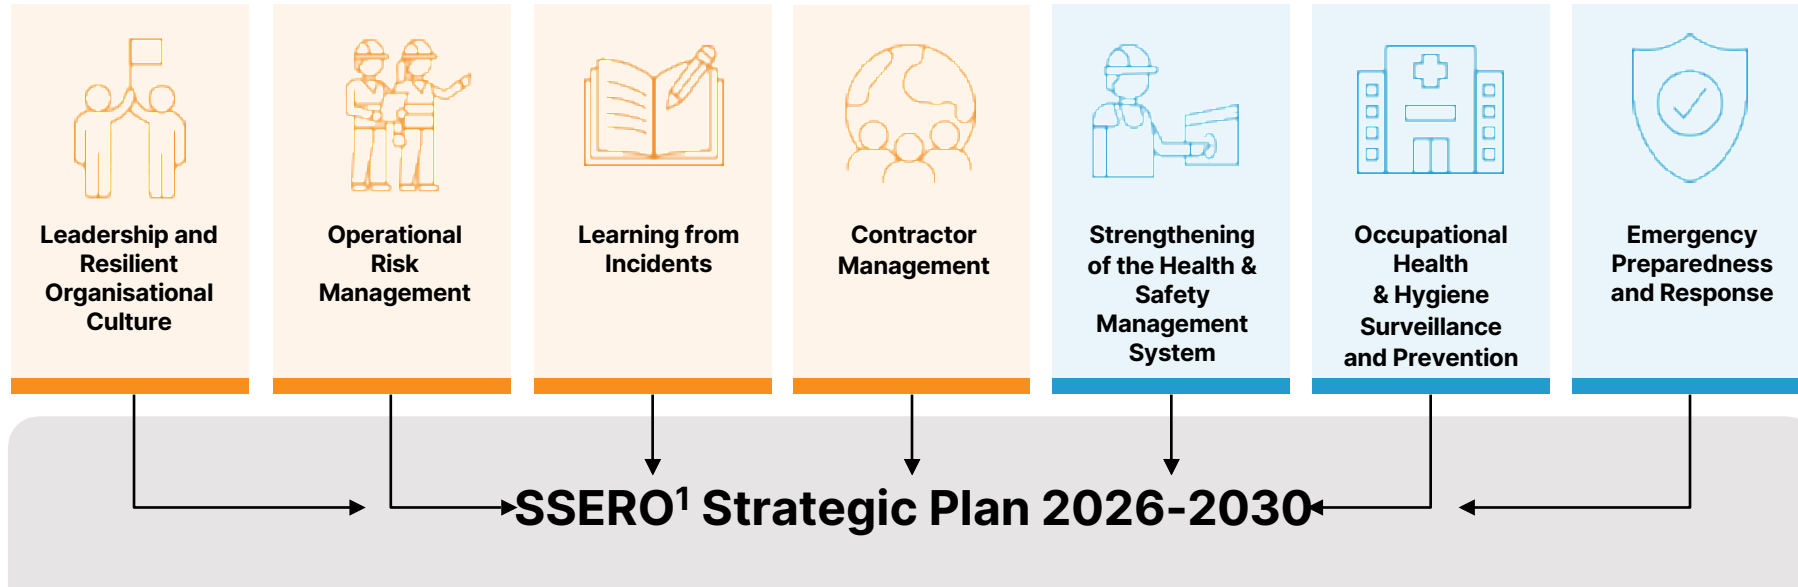 Leadership and
Resilient
Organisational
Culture
Operational
Risk
Management
Learning from
Incidents
Contractor
Management
Strengthening
of the Health &
Safety
Management
System
Occupational
Health
& Hygiene
Surveillance
and Prevention
Emergency
Preparedness
and Response
SSERO¹ Strategic Plan 2026-2030